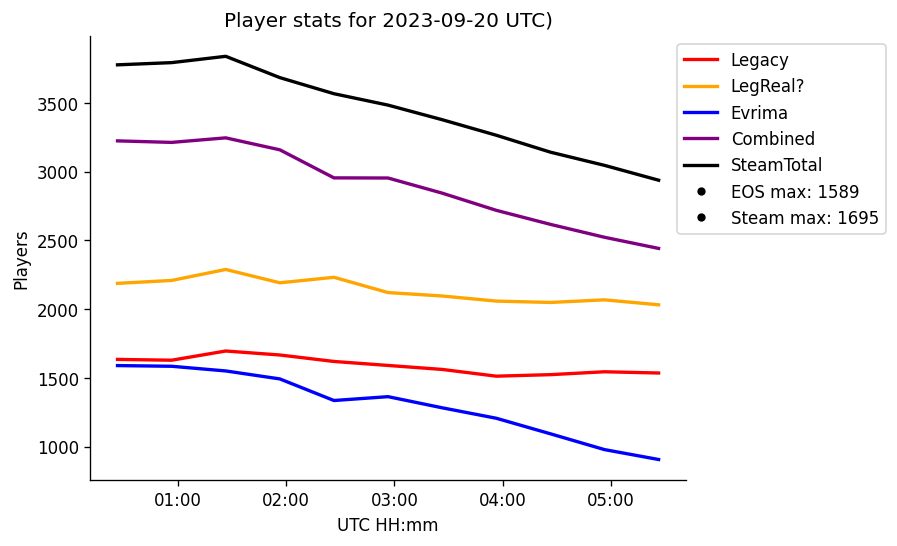 Player stats for 2023-09-20 UTC)
Legacy
LegReal?
Evrima
Combined
SteamTotal
EOS max: 1589
Steam max: 1695
Players
3500
3000
2500
2000
1500
1000
01:00 02:00 03:00 04:00 05:00
UTC HH:mm